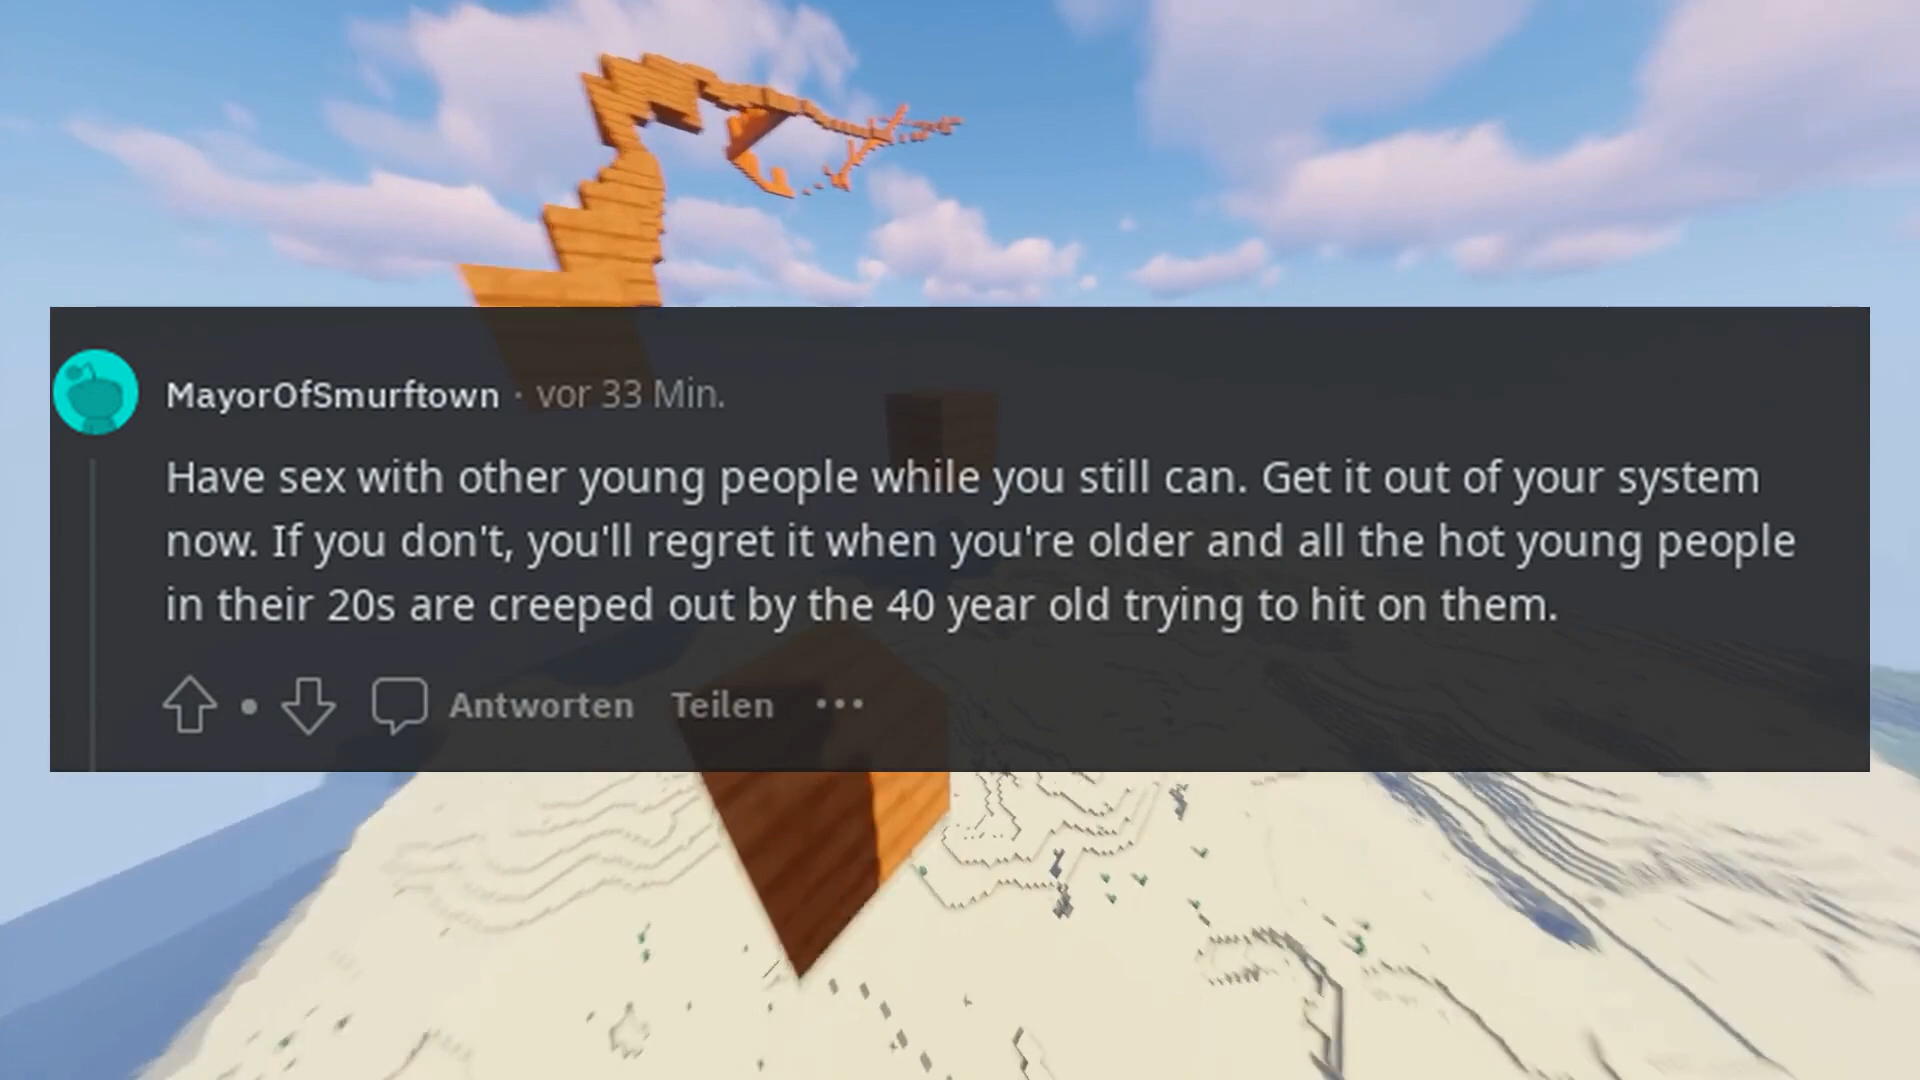 MayorOfSmurftown · vor 33 Min.
Have sex with other young people while you still can. Get it out of your system
now. If you don't, you'll regret it when you're older and all the hot young people
in their 20s are creeped out by the 40 year old trying to hit on them.
• Antworten Teilen •••